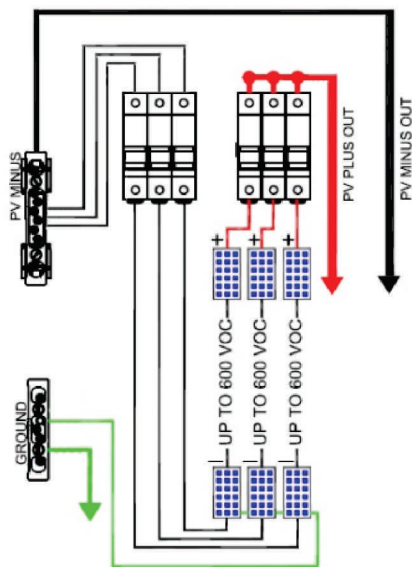 PV MINUS
PV PLUS OUT
PV MINUS OUT
+
+
+
UP TO 600 VOC
UP TO 600 VOC
UP TO 600 VOC
GROUND
–
–
–